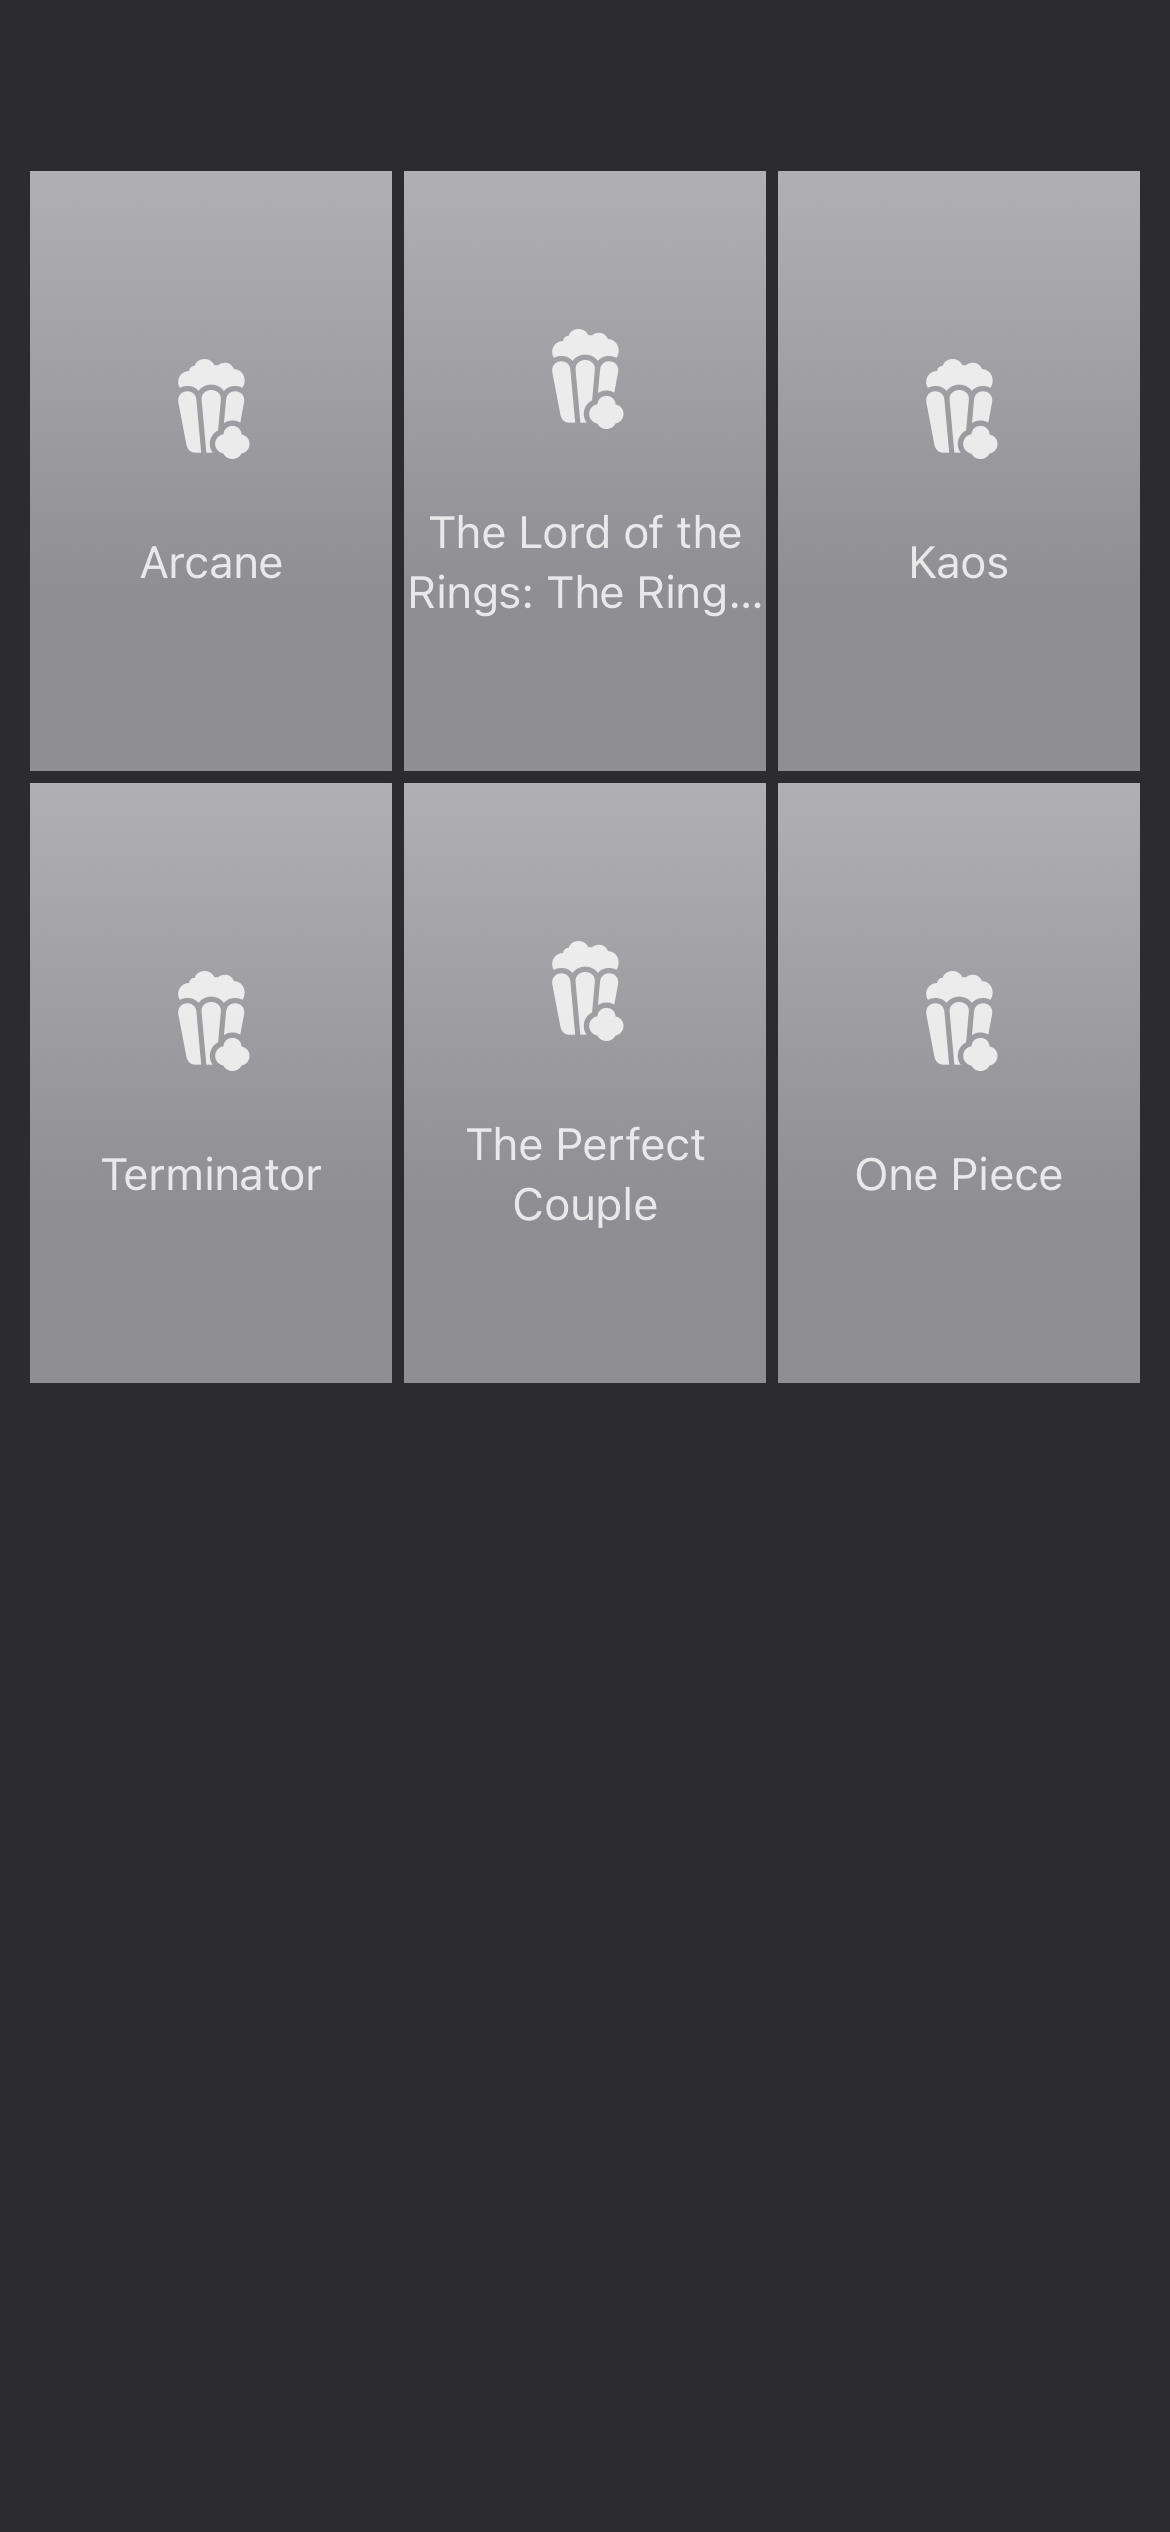 Arcane
The Lord of the
Rings: The Ring...
Kaos
Terminator
The Perfect
Couple
One Piece